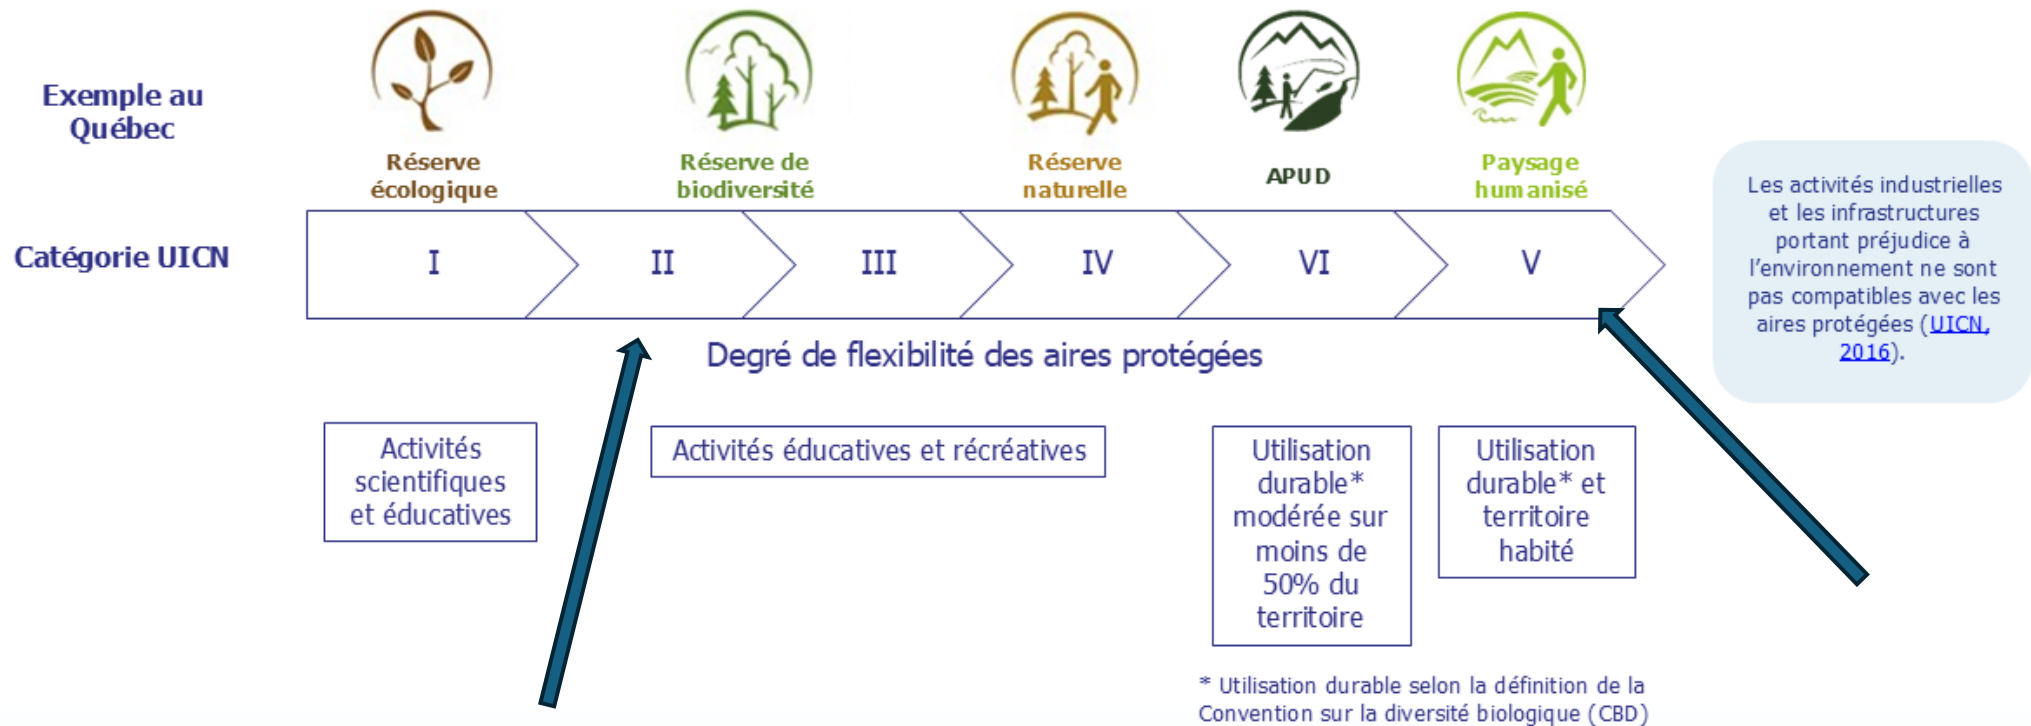 Exemple au
Québec
Réserve
écologique
Réserve de
biodiversité
Réserve
naturelle
APUD
Paysage
humanisé
Catégorie UICN
I
II
III
IV
VI
V
Les activités industrielles
et les infrastructures
portant préjudice à
l'environnement ne sont
pas compatibles avec les
aires protégées (UICN,
2016).
Degré de flexibilité des aires protégées
Activités
scientifiques
et éducatives
Activités éducatives et récréatives
Utilisation
durable*
modérée sur
moins de
50% du
territoire
Utilisation
durable* et
territoire
habité
* Utilisation durable selon la définition de la
Convention sur la diversité biologique (CBD)